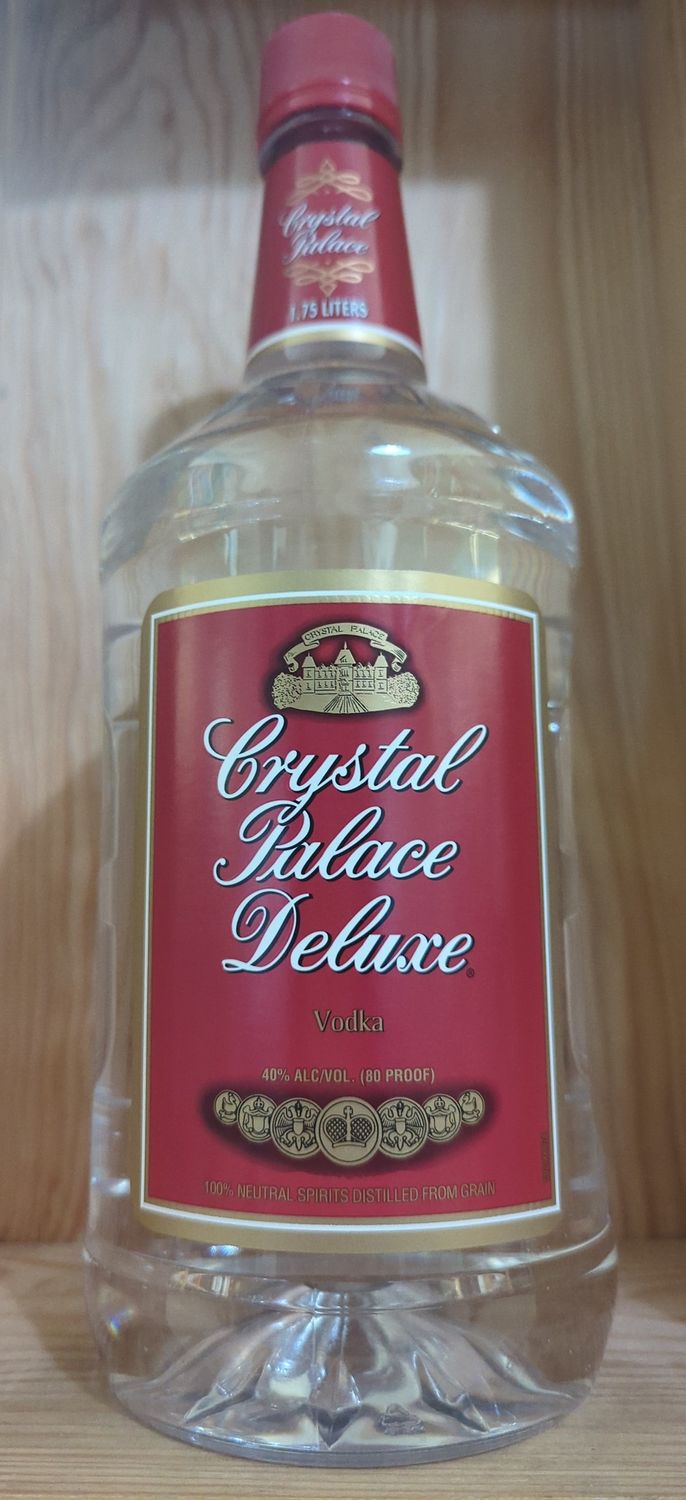 Crystal
Palace
1.75 LITERS
CRYSTAL PALACE
Crystal
Palace
Deluxe®
Vodka
40% ALC/VOL. (80 PROOF)
100% NEUTRAL SPIRITS DISTILLED FROM GRAIN